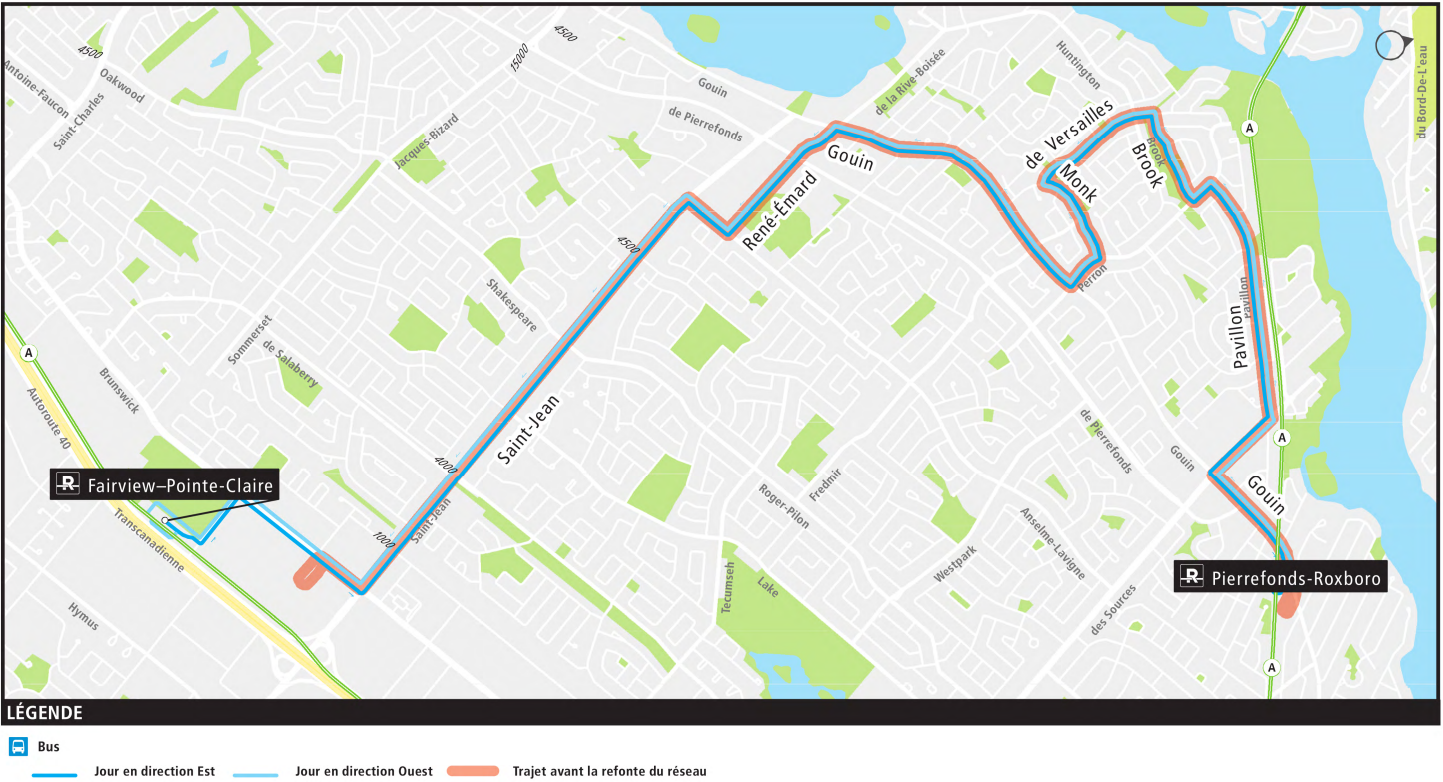 4500
4500
15000
Antoine-Faucon
Oakwood
Saint-Charles
Jacques-Bizard
Gouin
de Pierrefonds
de la Rive-Boisée
Huntington
A
du Bord-De-L'eau
de Versailles
Brook
Brook
Monk
Gouin
René-Émard
4500
Perron
Shakespeare
Pavillon
Pavillon
Sommerset
de Salaberry
A
Brunswick
Autoroute 40
Saint-Jean
4000
de Pierrefonds
A
Gouin
Gouin
R Fairview–Pointe-Claire
Transcanadienne
1000
Saint-Jean
Roger-Pilon
Fredmir
Anselme-Lavigne
Westpark
R Pierrefonds-Roxboro
Hymus
Tecumseh
Lake
des Sources
A
LÉGENDE
Bus
Jour en direction Est
Jour en direction Ouest
Trajet avant la refonte du réseau